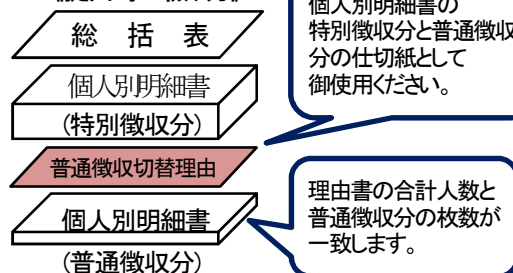 総括表
個人別明細書
(特別徴収分)
普通徴収切替理由
個人別明細書
(普通徴収分)
個人別明細書の
特別徴収分と普通徴収
分の仕切紙として
御使用ください。
理由書の合計人数と
普通徴収分の枚数が
一致します。